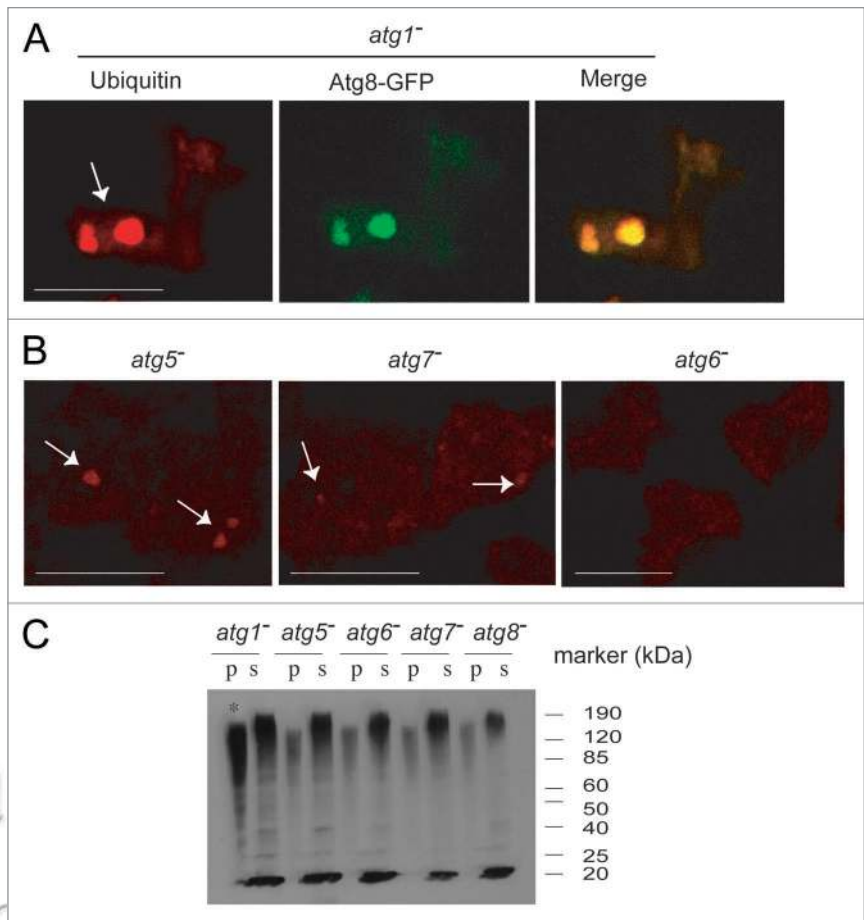 A
atg1-
Ubiquitin Atg8-GFP Merge
B
atg5- atg7- atg6-
C
atg1- atg5- atg6- atg7- atg8-
p s p s p s p s p s marker (kDa)
*
190
120
85
60
50
40
25
20